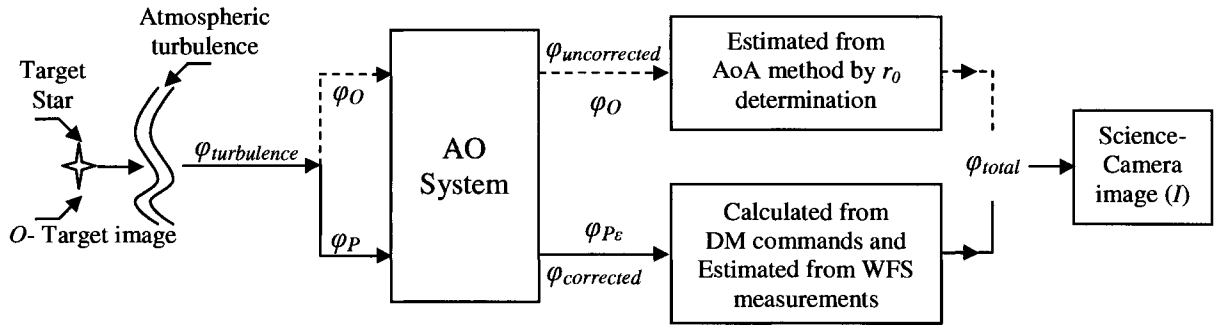 Atmospheric
turbulence
Target
Star
O- Target image
φturbulence
φO
φP
AO
System
φuncorrected
φO
φPε
φcorrected
Estimated from
AoA method by r0
determination
Calculated from
DM commands and
Estimated from WFS
measurements
φtotal
Science-
Camera
image (I)